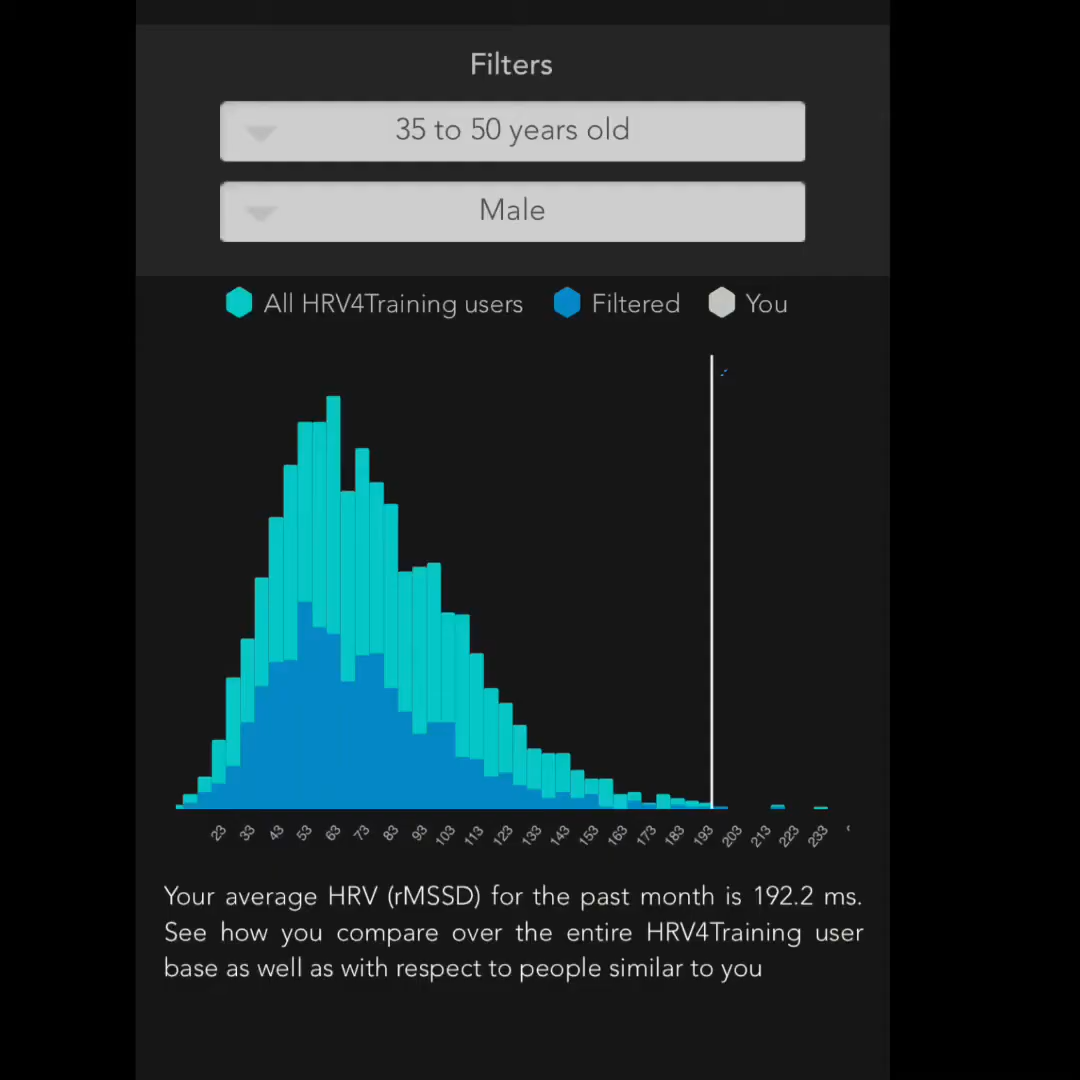 Filters
35 to 50 years old
Male
All HRV4Training users Filtered You
23 33 43 53 63 73 83 93 103 113 123 133 143 153 163 173 183 193 203 213 223 233
Your average HRV (rMSSD) for the past month is 192.2 ms.
See how you compare over the entire HRV4Training user
base as well as with respect to people similar to you